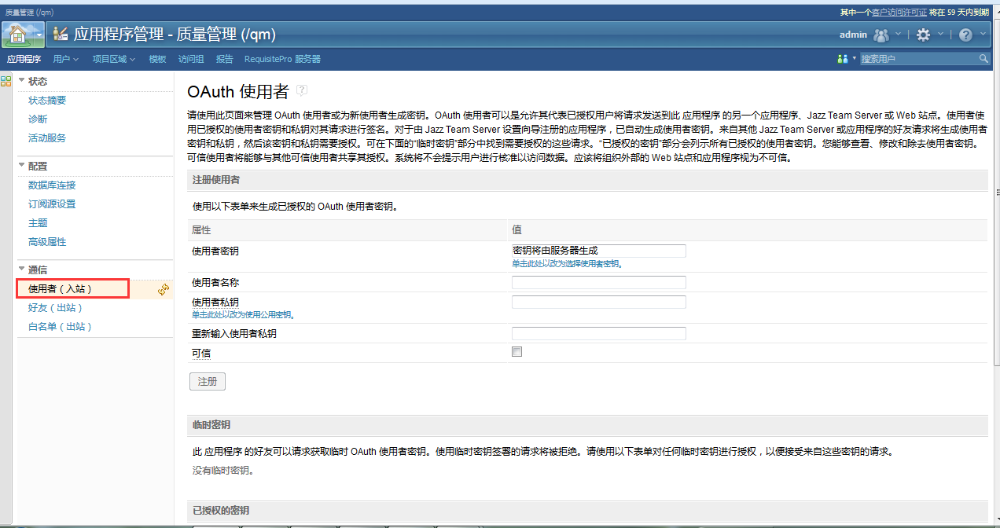 质量管理 (/qm)
其中一个客户访问许可证 将在 59 天内到期
应用程序管理 - 质量管理 (/qm)
admin
应用程序 用户 项目区域 模板 访问组 报告 RequisitePro 服务器
搜索用户
状态
状态摘要
诊断
活动服务
配置
数据库连接
订阅源设置
主题
高级属性
通信
使用者（入站）
好友（出站）
白名单（出站）
OAuth 使用者 ?
请使用此页面来管理 OAuth 使用者或为新使用者生成密钥。OAuth 使用者可以是允许其代表已授权用户将请求发送到此 应用程序 的另一个应用程序、Jazz Team Server 或 Web 站点。使用者使
用已授权的使用者密钥和私钥对其请求进行签名。对于由 Jazz Team Server 设置向导注册的应用程序，已自动生成使用者密钥。来自其他 Jazz Team Server 或应用程序的好友请求将生成使用者
密钥和私钥，然后该密钥和私钥需要授权。可在下面的“临时密钥”部分中找到需要授权的这些请求。“已授权的密钥”部分会列示所有已授权的使用者密钥。您能够查看、修改和除去使用者密钥。
可信使用者将能够与其他可信使用者共享其授权。系统将不会提示用户进行核准以访问数据。应该将组织外部的 Web 站点和应用程序视为不可信。
注册使用者
使用以下表单来生成已授权的 OAuth 使用者密钥。
属性 值
使用者密钥 密钥将由服务器生成
单击此处以改为选择使用者密钥。
使用者名称
使用者私钥
单击此处以改为使用公用密钥。
重新输入使用者私钥
可信
注册
临时密钥
此 应用程序 的好友可以请求获取临时 OAuth 使用者密钥。使用临时密钥签署的请求将被拒绝。请使用以下表单对任何临时密钥进行授权，以便接受来自这些密钥的请求。
没有临时密钥。
已授权的密钥